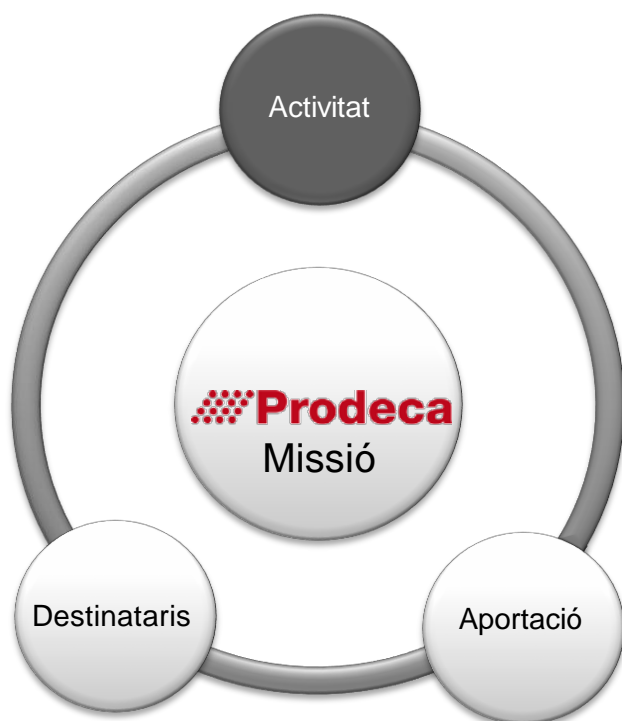 Activitat
Prodeca
Missió
Destinataris
Aportació